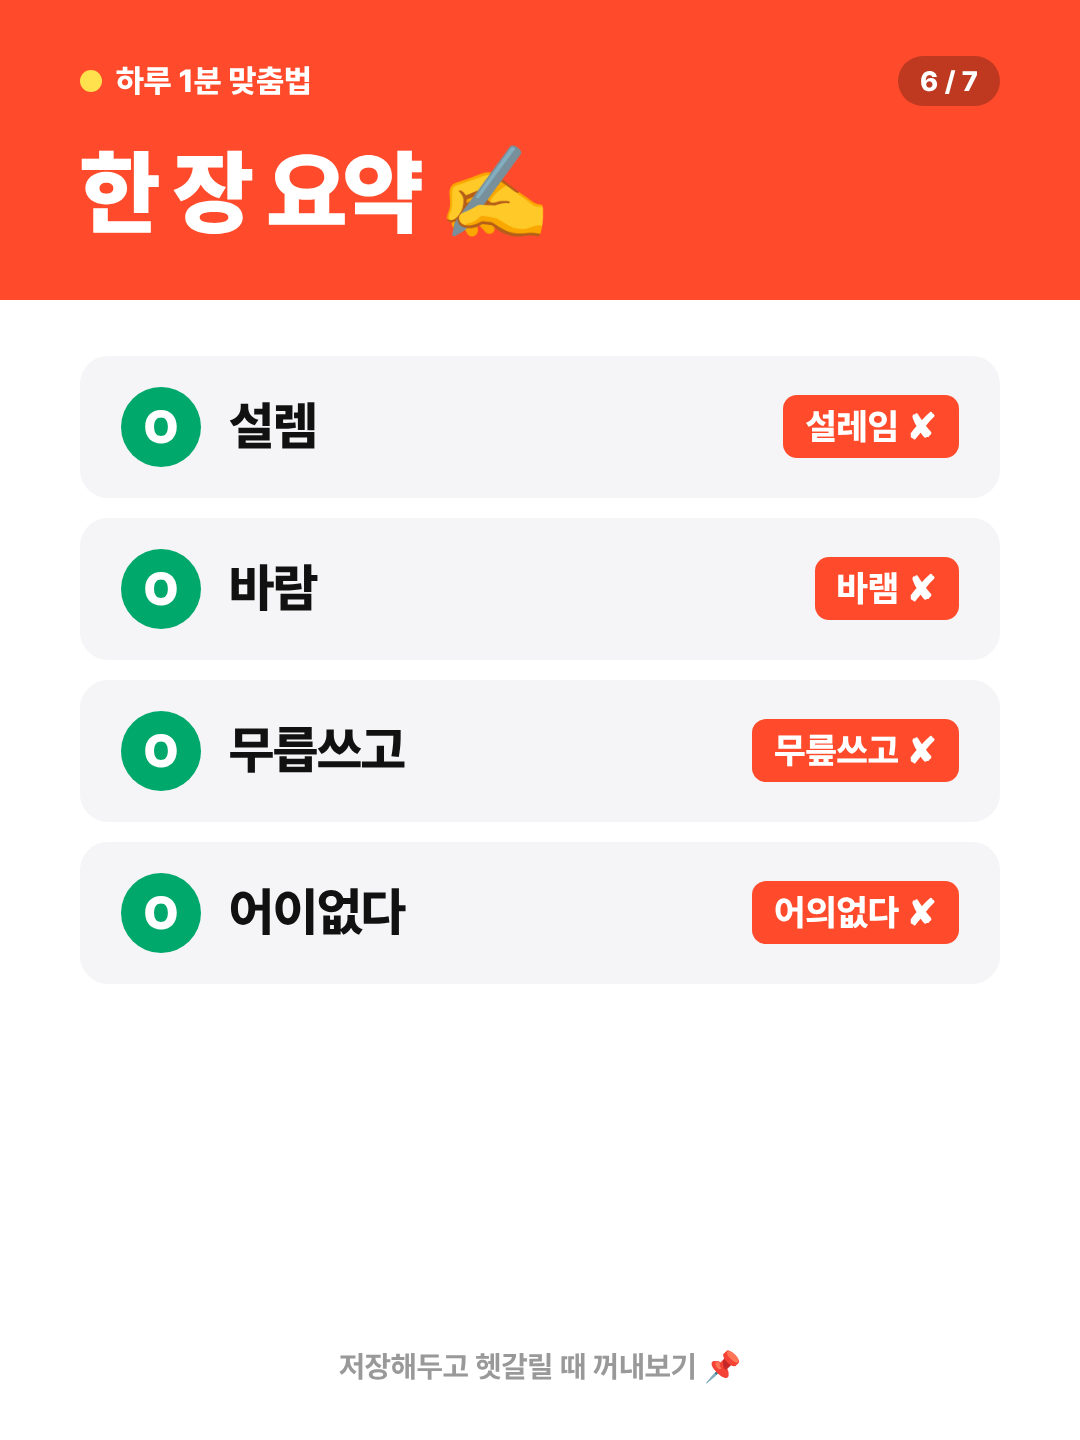 하루 1분 맞춤법
6 / 7
한 장 요약 ✍️
O 설렘 설레임 ✘
O 바람 바램 ✘
O 무릅쓰고 무릎쓰고 ✘
O 어이없다 어의없다 ✘
저장해두고 헷갈릴 때 꺼내보기 📌